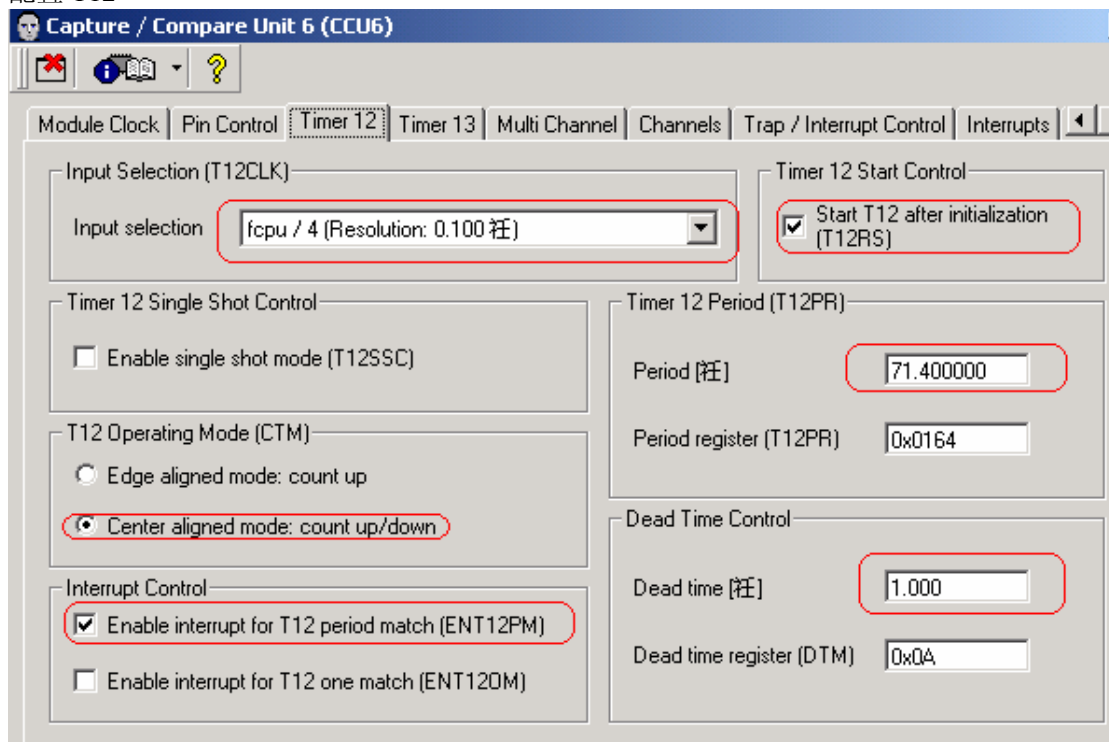 Capture / Compare Unit 6 (CCU6)
Module Clock Pin Control Timer 12 Timer 13 Multi Channel Channels Trap / Interrupt Control Interrupts
Input Selection (T12CLK)
Input selection fcpu / 4 (Resolution: 0.100 祍)
Timer 12 Start Control
Start T12 after initialization
(T12RS)
Timer 12 Single Shot Control
Enable single shot mode (T12SSC)
Timer 12 Period (T12PR)
Period [祍] 71.400000
Period register (T12PR) 0x0164
T12 Operating Mode (CTM)
Edge aligned mode: count up
Center aligned mode: count up/down
Dead Time Control
Dead time [祍] 1.000
Dead time register (DTM) 0x0A
Interrupt Control
Enable interrupt for T12 period match (ENT12PM)
Enable interrupt for T12 one match (ENT12OM)